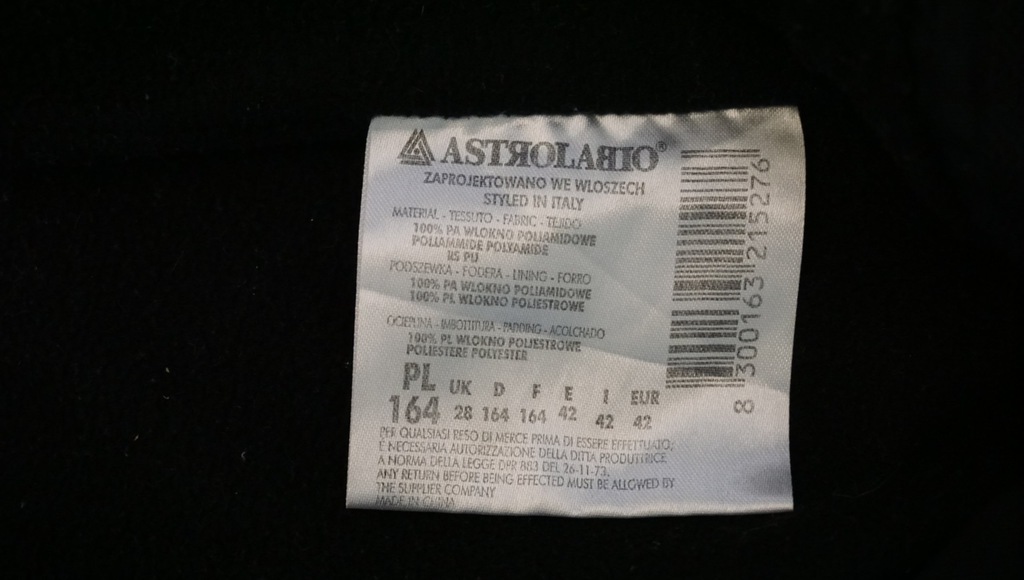 ASTROLABIO®
ZAPROJEKTOWANO WE WLOSZECH
STYLED IN ITALY
MATERIAL - TESSUTO - FABRIC - TEJIDO
100% PA WLOKNO POLIAMIDOWE
POLIAMMIDE POLYAMIDE
RS PU
PODSZEWKA - FODERA - LINING - FORRO
100% PA WLOKNO POLIAMIDOWE
100% PL WLOKNO POLIESTROWE
OCIEPLINA - IMBOTTITURA - PADDING - ACOLCHADO
100% PL WLOKNO POLIESTROWE
POLIESTERE POLYESTER
PL UK D F E I EUR
164 28 164 164 42 42 42
PER QUALSIASI RESO DI MERCE PRIMA DI ESSERE EFFETTUATO,
E NECESSARIA AUTORIZZAZIONE DELLA DITTA PRODUTTRICE
A NORMA DELLA LEGGE DPR 883 DEL 26-11-73.
ANY RETURN BEFORE BEING EFFECTED MUST BE ALLOWED BY
THE SUPPLIER COMPANY
MADE IN CHINA
8 300163 215276